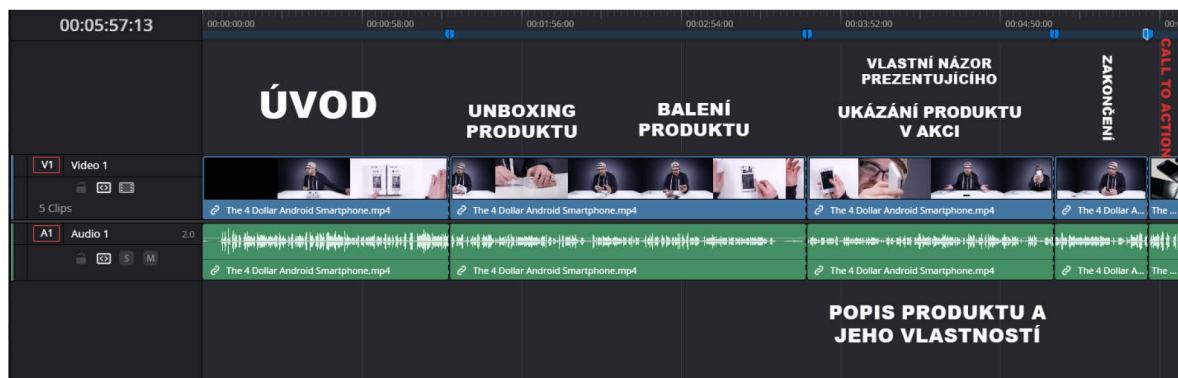 00:05:57:13
00:00:00:00
00:00:58:00
00:01:56:00
00:02:54:00
00:03:52:00
00:04:50:00
ÚVOD
UNBOXING
PRODUKTU
BALENÍ
PRODUKTU
VLASTNÍ NÁZOR
PREZENTUJÍCÍHO
UKÁZÁNÍ PRODUKTU
V AKCI
ZAKONČENÍ
CALL TO ACTION
V1 Video 1
5 Clips
The 4 Dollar Android Smartphone.mp4
The 4 Dollar Android Smartphone.mp4
The 4 Dollar Android Smartphone.mp4
The 4 Dollar A...
The ...
A1 Audio 1 2.0
S M
The 4 Dollar Android Smartphone.mp4
The 4 Dollar Android Smartphone.mp4
The 4 Dollar Android Smartphone.mp4
The 4 Dollar A...
The ...
POPIS PRODUKTU A
JEHO VLASTNOSTÍ